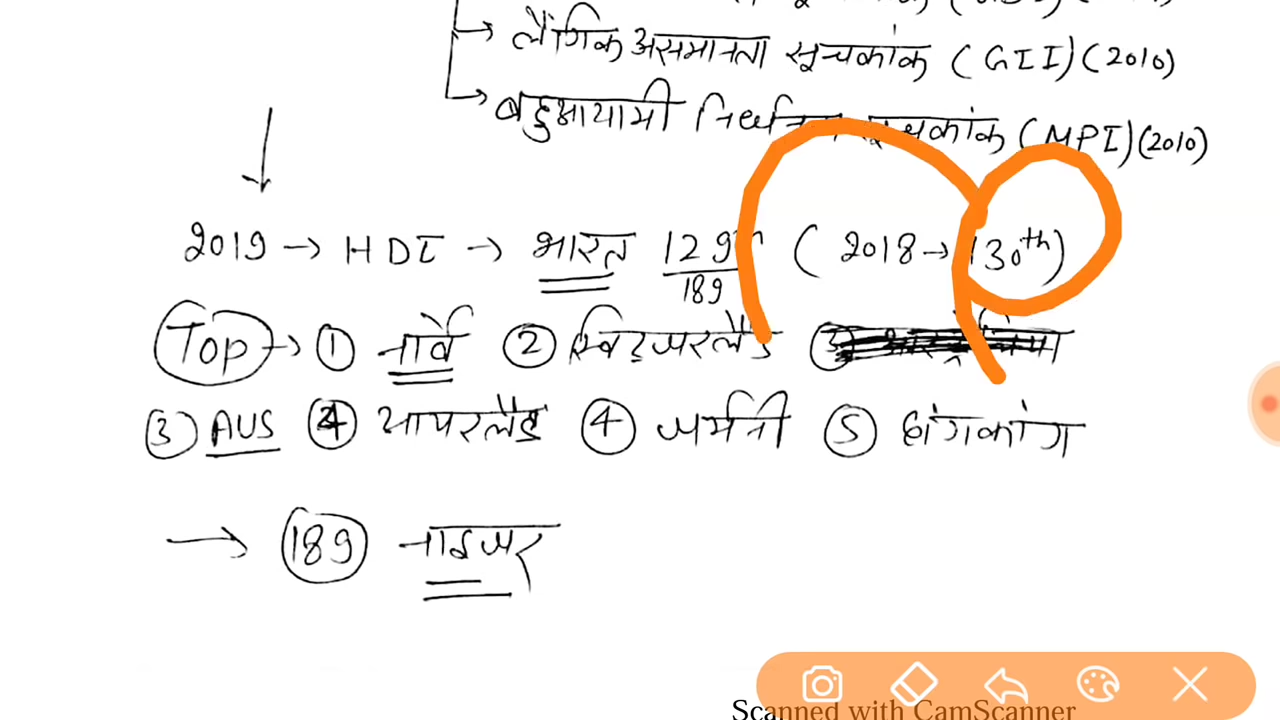 → लैंगिक असमानता सूचकांक (GII) (2010)
→ बहुआयामी निर्धनता सूचकांक (MPI) (2010)
2019 → HDI → भारत 129 / 189 ( 2018 → 130th )
Top → ① नार्वे ② स्विट्जरलैंड ③
③ AUS ④ आयरलैंड ④ जर्मनी ⑤ हांगकांग
→ 189 नाइजर
Scanned with CamScanner